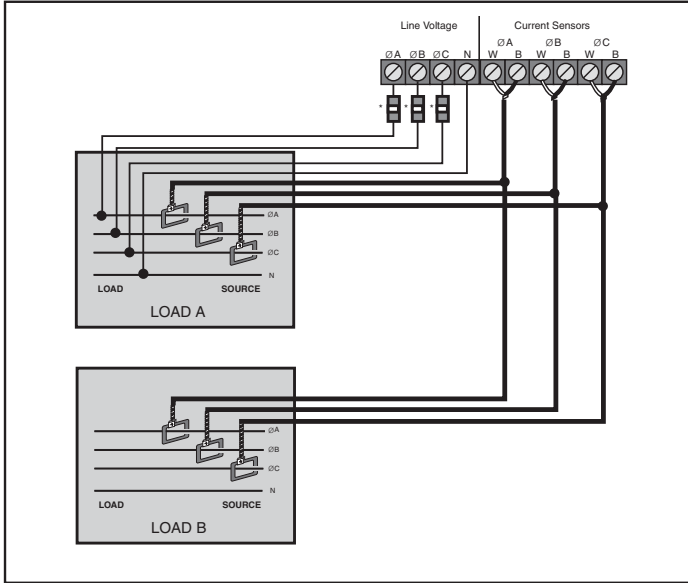 Line Voltage Current Sensors
ØA ØB ØC
ØA ØB ØC N W B W B W B
* * *
ØA
ØB
ØC
N
LOAD SOURCE
LOAD A
ØA
ØB
ØC
N
LOAD SOURCE
LOAD B